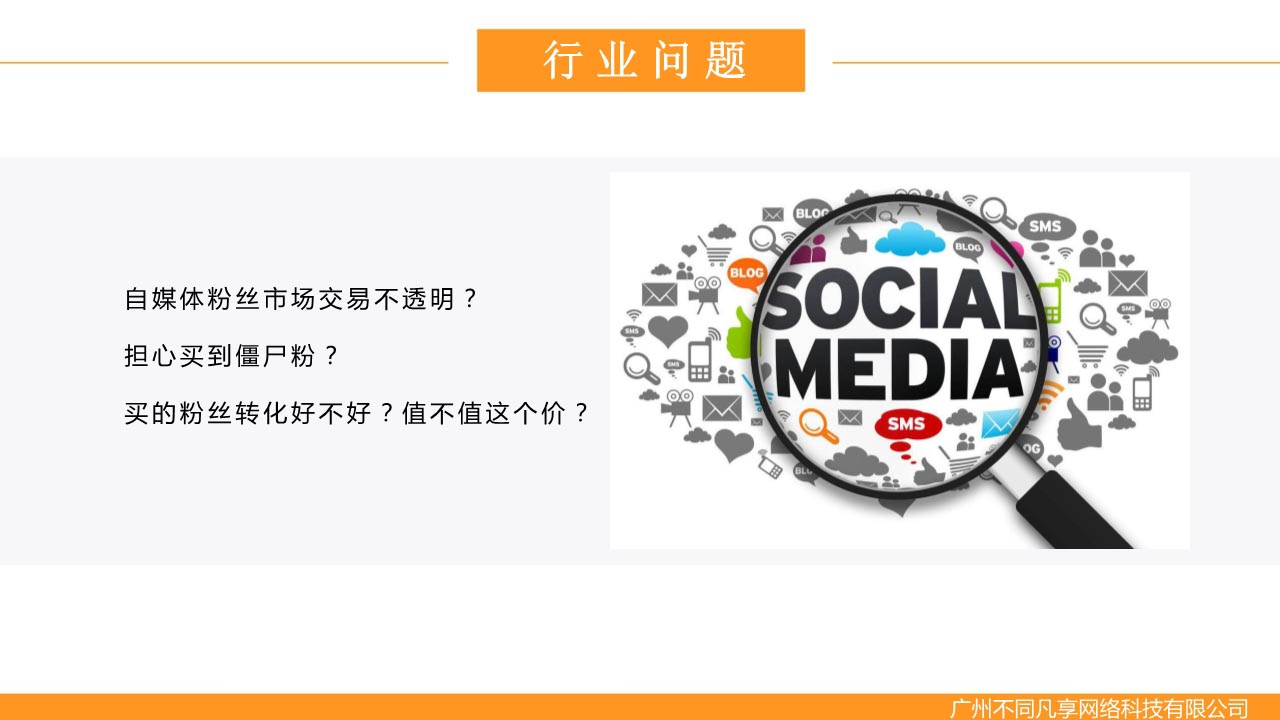 行业问题
自媒体粉丝市场交易不透明？
担心买到僵尸粉？
买的粉丝转化好不好？值不值这个价？
BLOG
SMS
BLOG
BLOG
SOCIAL
MEDIA
SMS
SMS
SMS
SMS
广州不同凡享网络科技有限公司